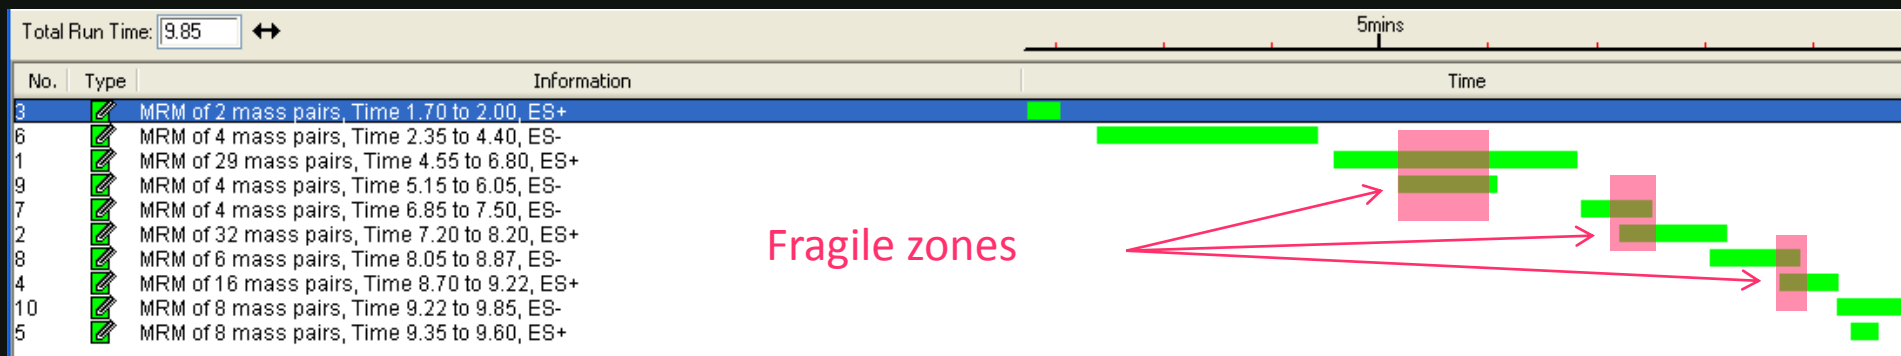 Total Run Time: 9.85
5mins
No. Type Information Time
3 MRM of 2 mass pairs, Time 1.70 to 2.00, ES+
6 MRM of 4 mass pairs, Time 2.35 to 4.40, ES-
1 MRM of 29 mass pairs, Time 4.55 to 6.80, ES+
9 MRM of 4 mass pairs, Time 5.15 to 6.05, ES-
7 MRM of 4 mass pairs, Time 6.85 to 7.50, ES-
2 MRM of 32 mass pairs, Time 7.20 to 8.20, ES+
8 MRM of 6 mass pairs, Time 8.05 to 8.87, ES-
4 MRM of 16 mass pairs, Time 8.70 to 9.22, ES+
10 MRM of 8 mass pairs, Time 9.22 to 9.85, ES-
5 MRM of 8 mass pairs, Time 9.35 to 9.60, ES+
Fragile zones